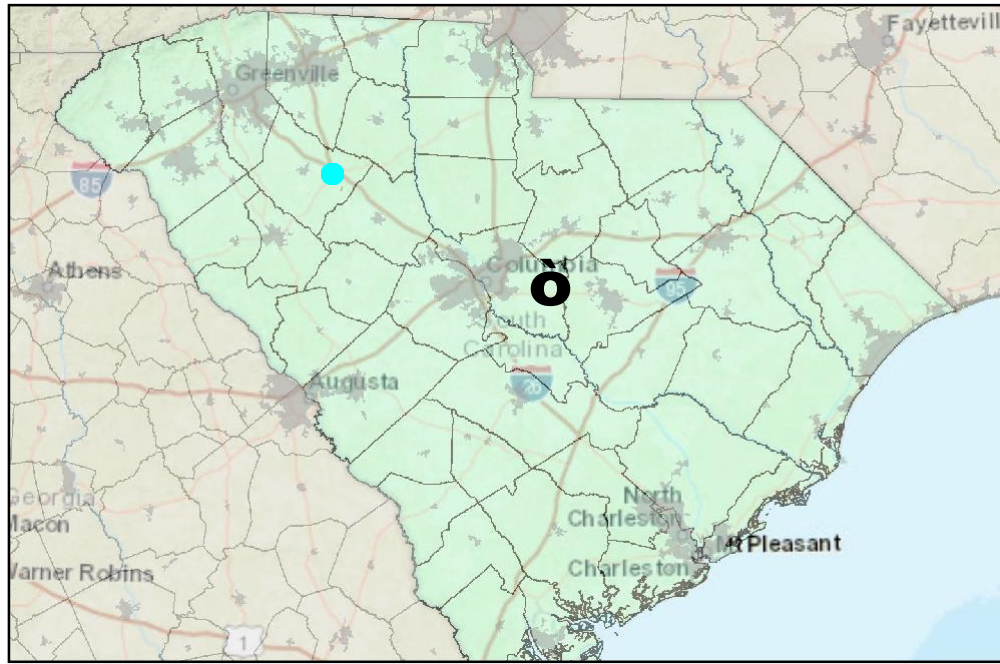 Fayettevill
Greenville
85
Athens
Columbia
ò
95
South
Carolina
26
Augusta
Georgia
Macon
North
Charleston
Mt Pleasant
Charleston
Warner Robins
1